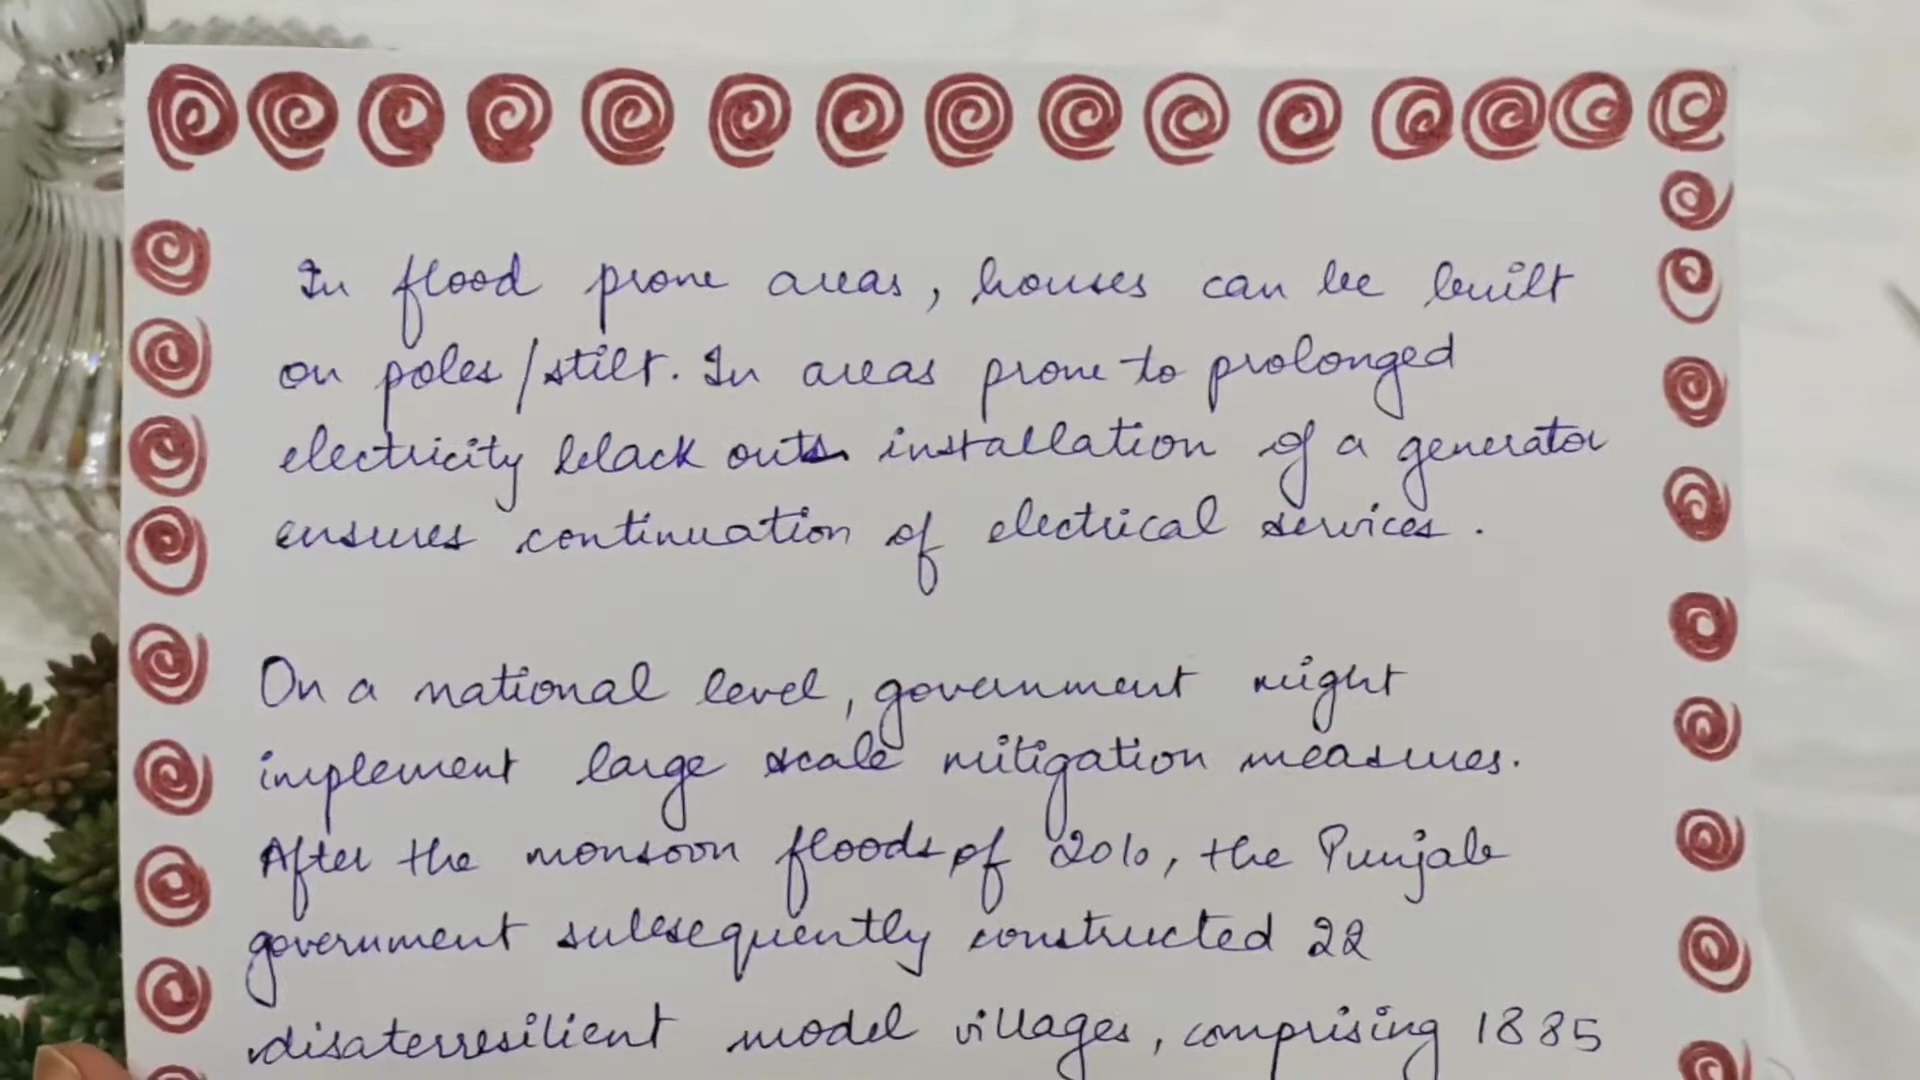 In flood prone areas, houses can be built
on poles/stilt. In areas prone to prolonged
electricity black outs installation of a generator
ensures continuation of electrical services.
On a national level, government might
implement large scale mitigation measures.
After the monsoon floods of 2010, the Punjab
government subsequently constructed 22
disaterresilient model villages, comprising 1885